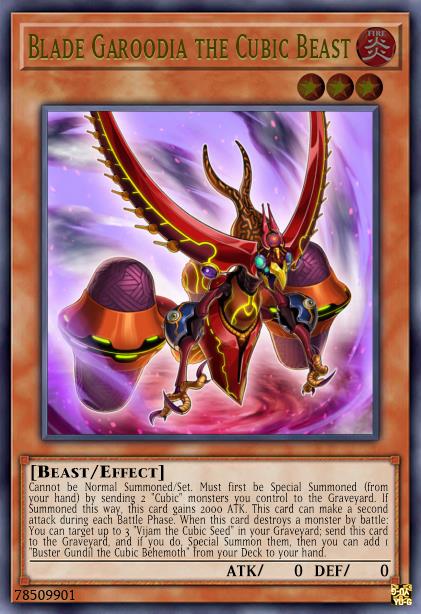 BLADE GAROODIA THE CUBIC BEAST
FIRE
炎
[BEAST/EFFECT]
Cannot be Normal Summoned/Set. Must first be Special Summoned (from
your hand) by sending 2 "Cubic" monsters you control to the Graveyard. If
Summoned this way, this card gains 2000 ATK. This card can make a second
attack during each Battle Phase. When this card destroys a monster by battle:
You can target up to 3 "Vijam the Cubic Seed" in your Graveyard; send this
card to the Graveyard, and if you do, Special Summon them, then you can add 1
"Buster Gundil the Cubic Behemoth" from your Deck to your hand.
ATK/ 0 DEF/ 0
78509901